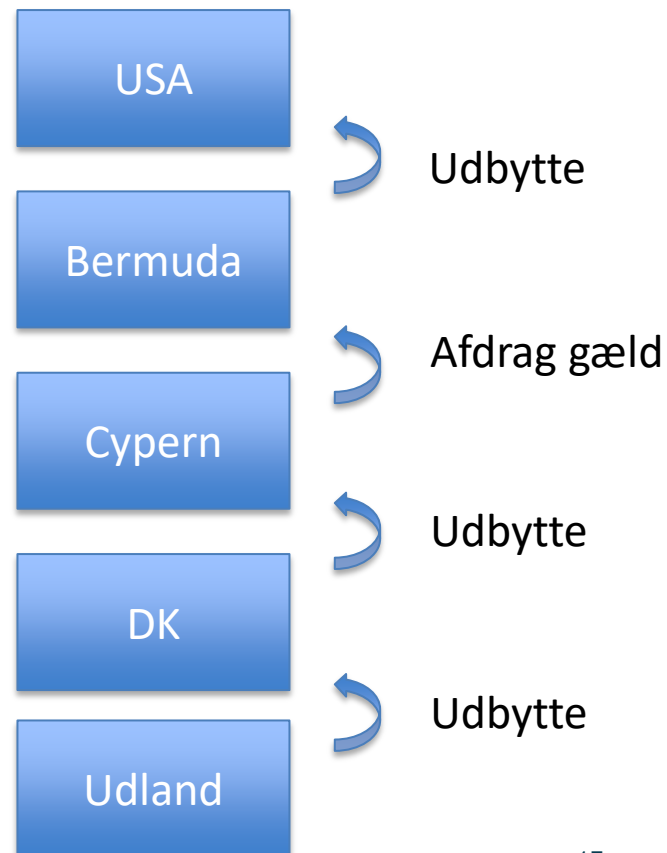 USA
Udbytte
Bermuda
Afdrag gæld
Cypern
Udbytte
DK
Udbytte
Udland